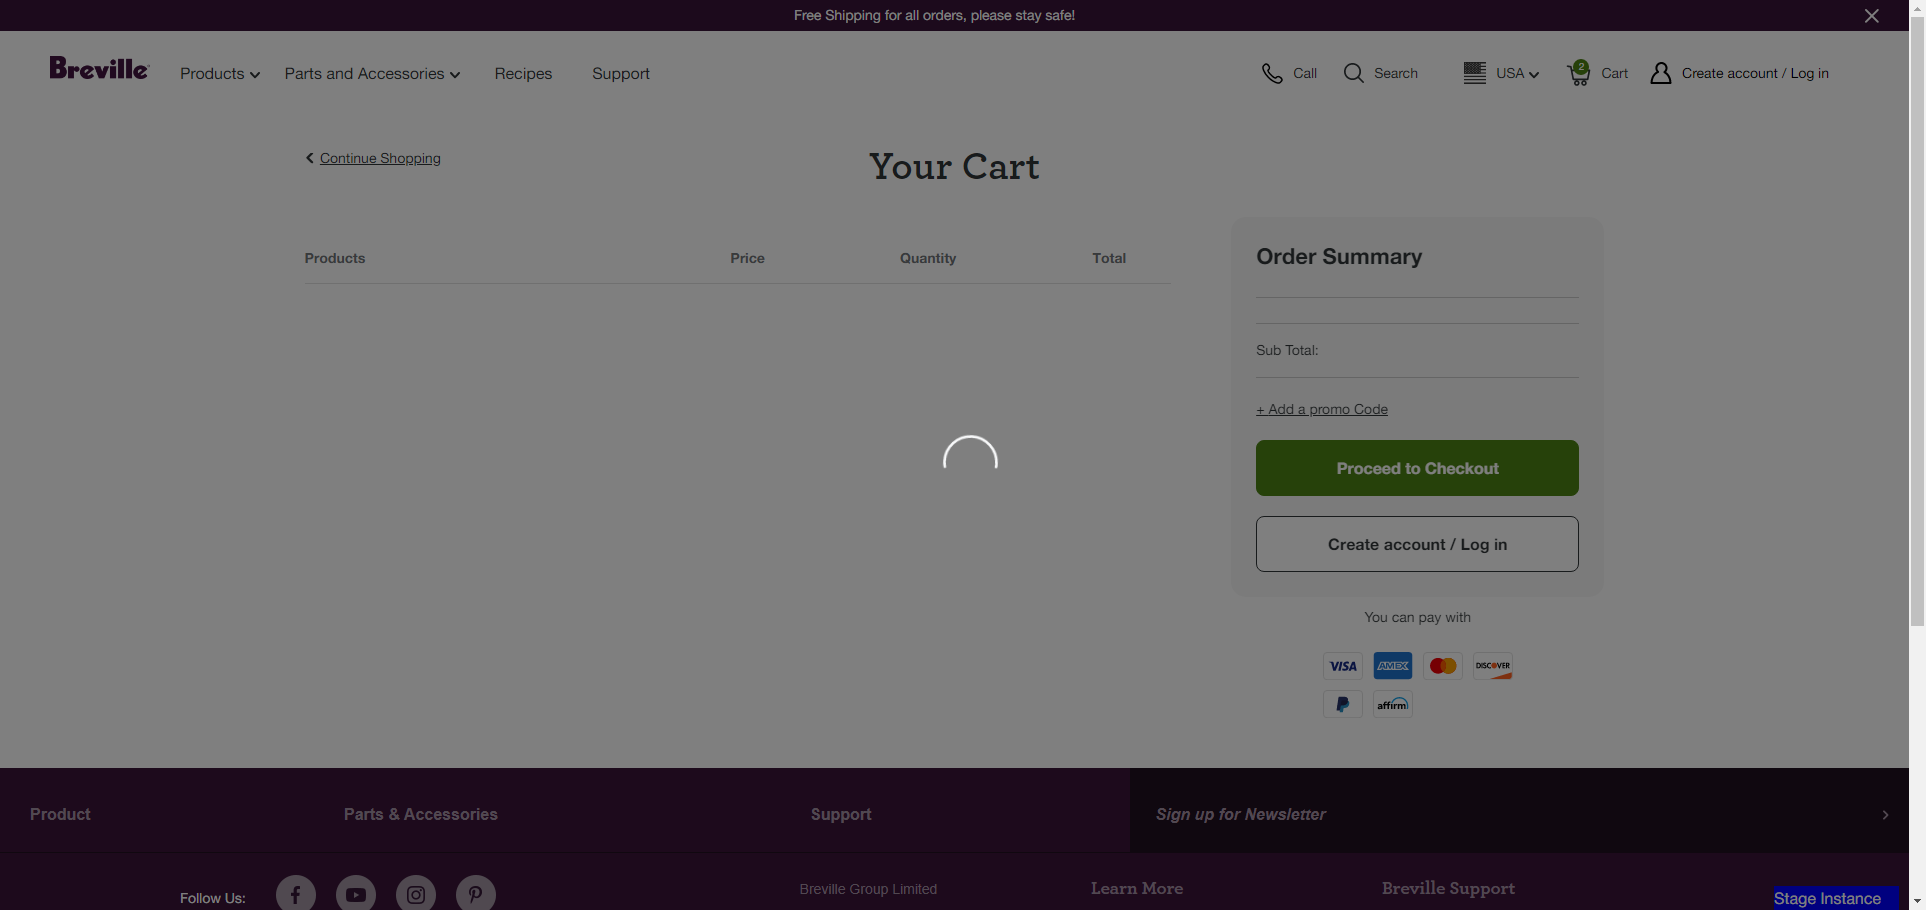 Free Shipping for all orders, please stay safe!
Breville
Products
Parts and Accessories
Recipes
Support
Call
Search
USA
2
Cart
Create account / Log in
Continue Shopping
Your Cart
Products Price Quantity Total
Order Summary
Sub Total:
+ Add a promo Code
Proceed to Checkout
Create account / Log in
You can pay with
VISA AMEX DISCOVER
affirm
Product
Parts & Accessories
Support
Sign up for Newsletter
Follow Us:
Breville Group Limited
Learn More
Breville Support
Stage Instance